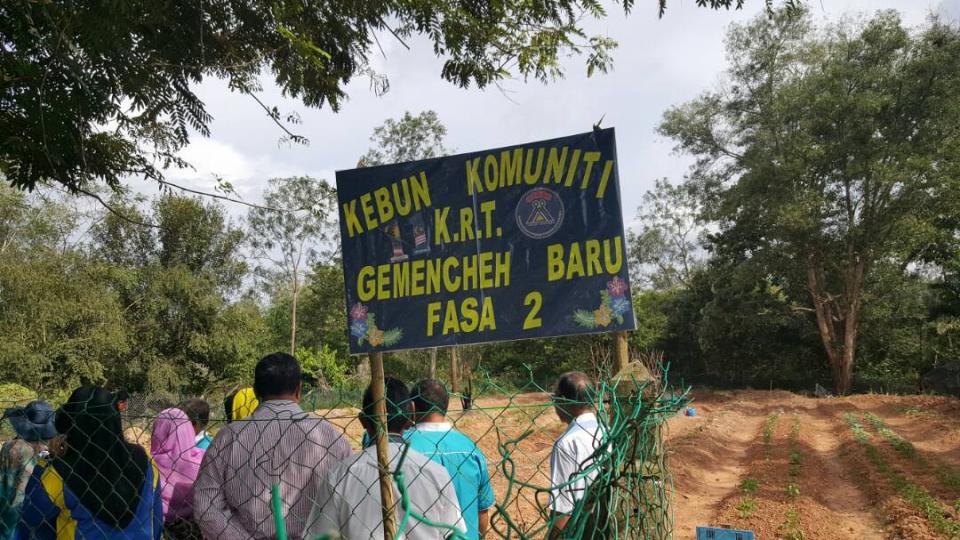 KEBUN KOMUNITI
K.R.T.
GEMENCHEH BARU
FASA 2